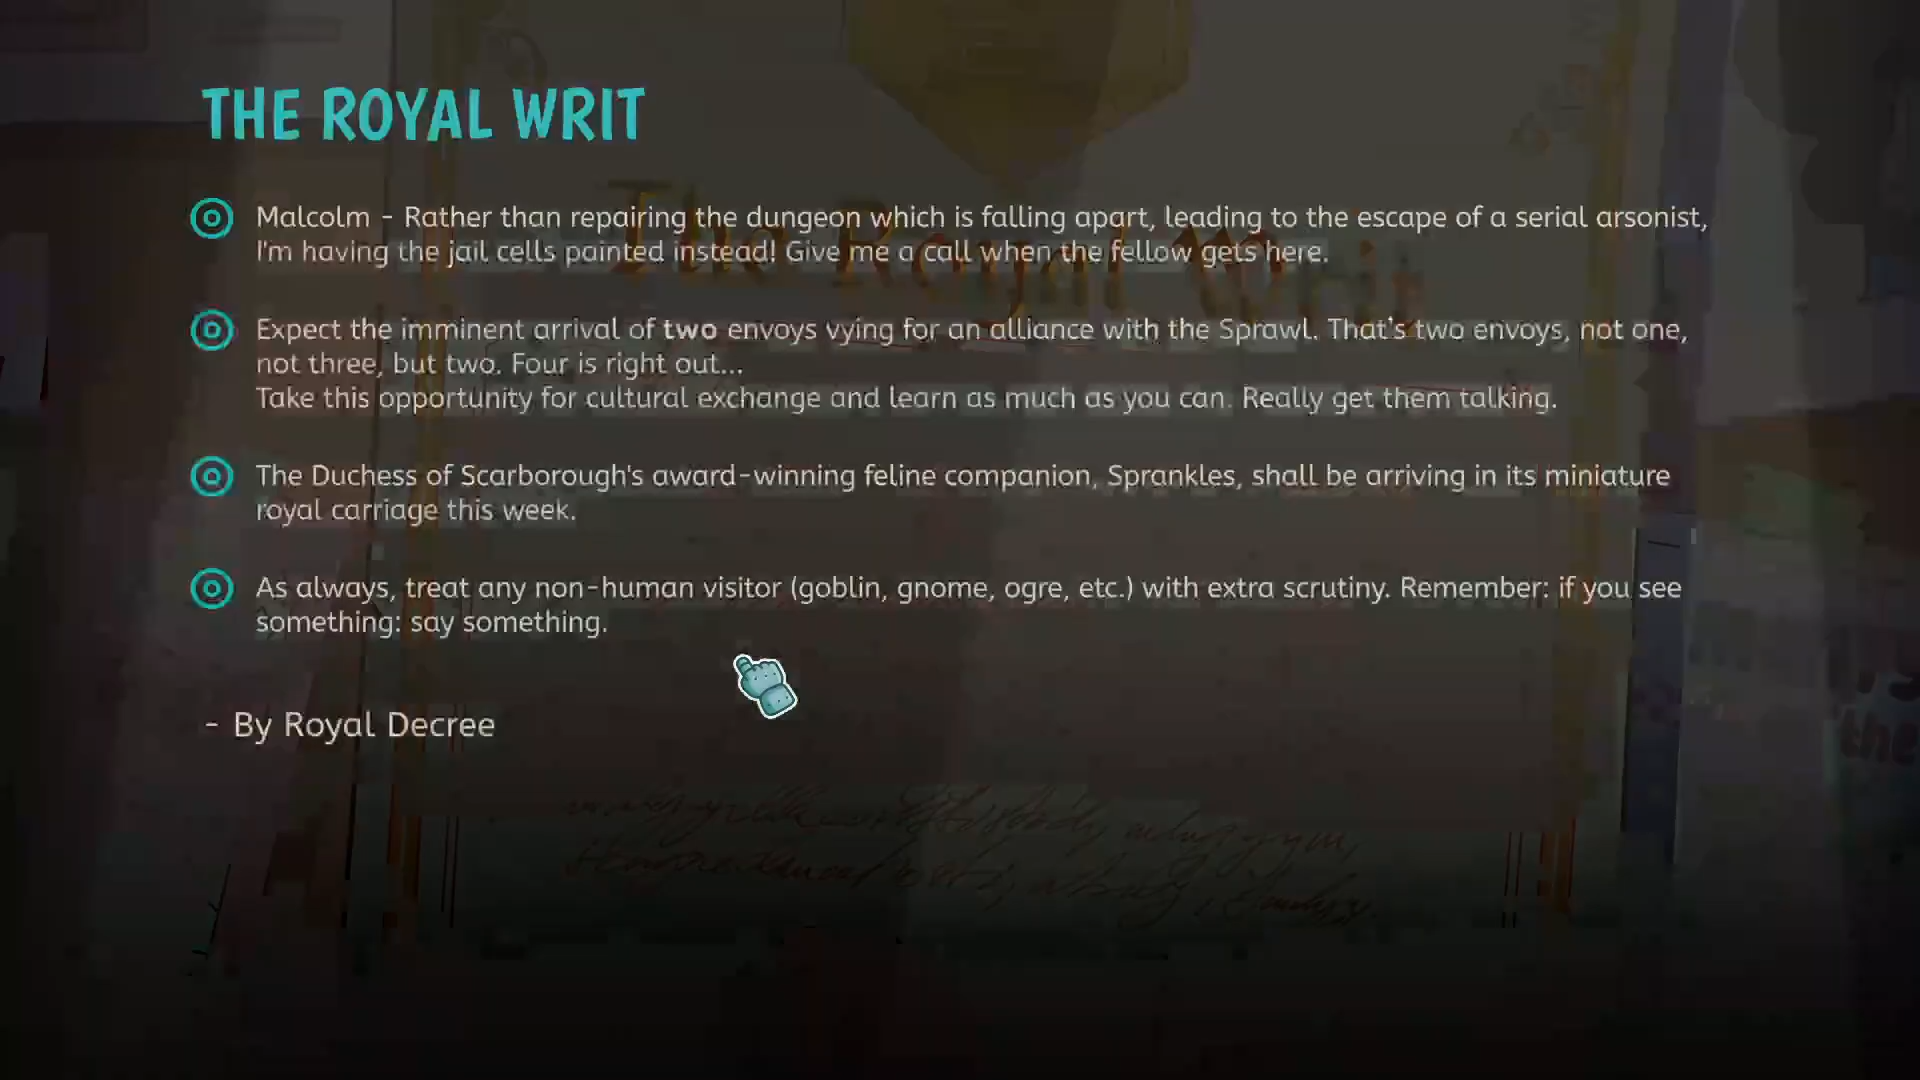 THE ROYAL WRIT
Malcolm - Rather than repairing the dungeon which is falling apart, leading to the escape of a serial arsonist,
I'm having the jail cells painted instead! Give me a call when the fellow gets here.
Expect the imminent arrival of two envoys vying for an alliance with the Sprawl. That's two envoys, not one,
not three, but two. Four is right out...
Take this opportunity for cultural exchange and learn as much as you can. Really get them talking.
The Duchess of Scarborough's award-winning feline companion, Sprankles, shall be arriving in its miniature
royal carriage this week.
As always, treat any non-human visitor (goblin, gnome, ogre, etc.) with extra scrutiny. Remember: if you see
something: say something.
- By Royal Decree
The Royal Writ
the